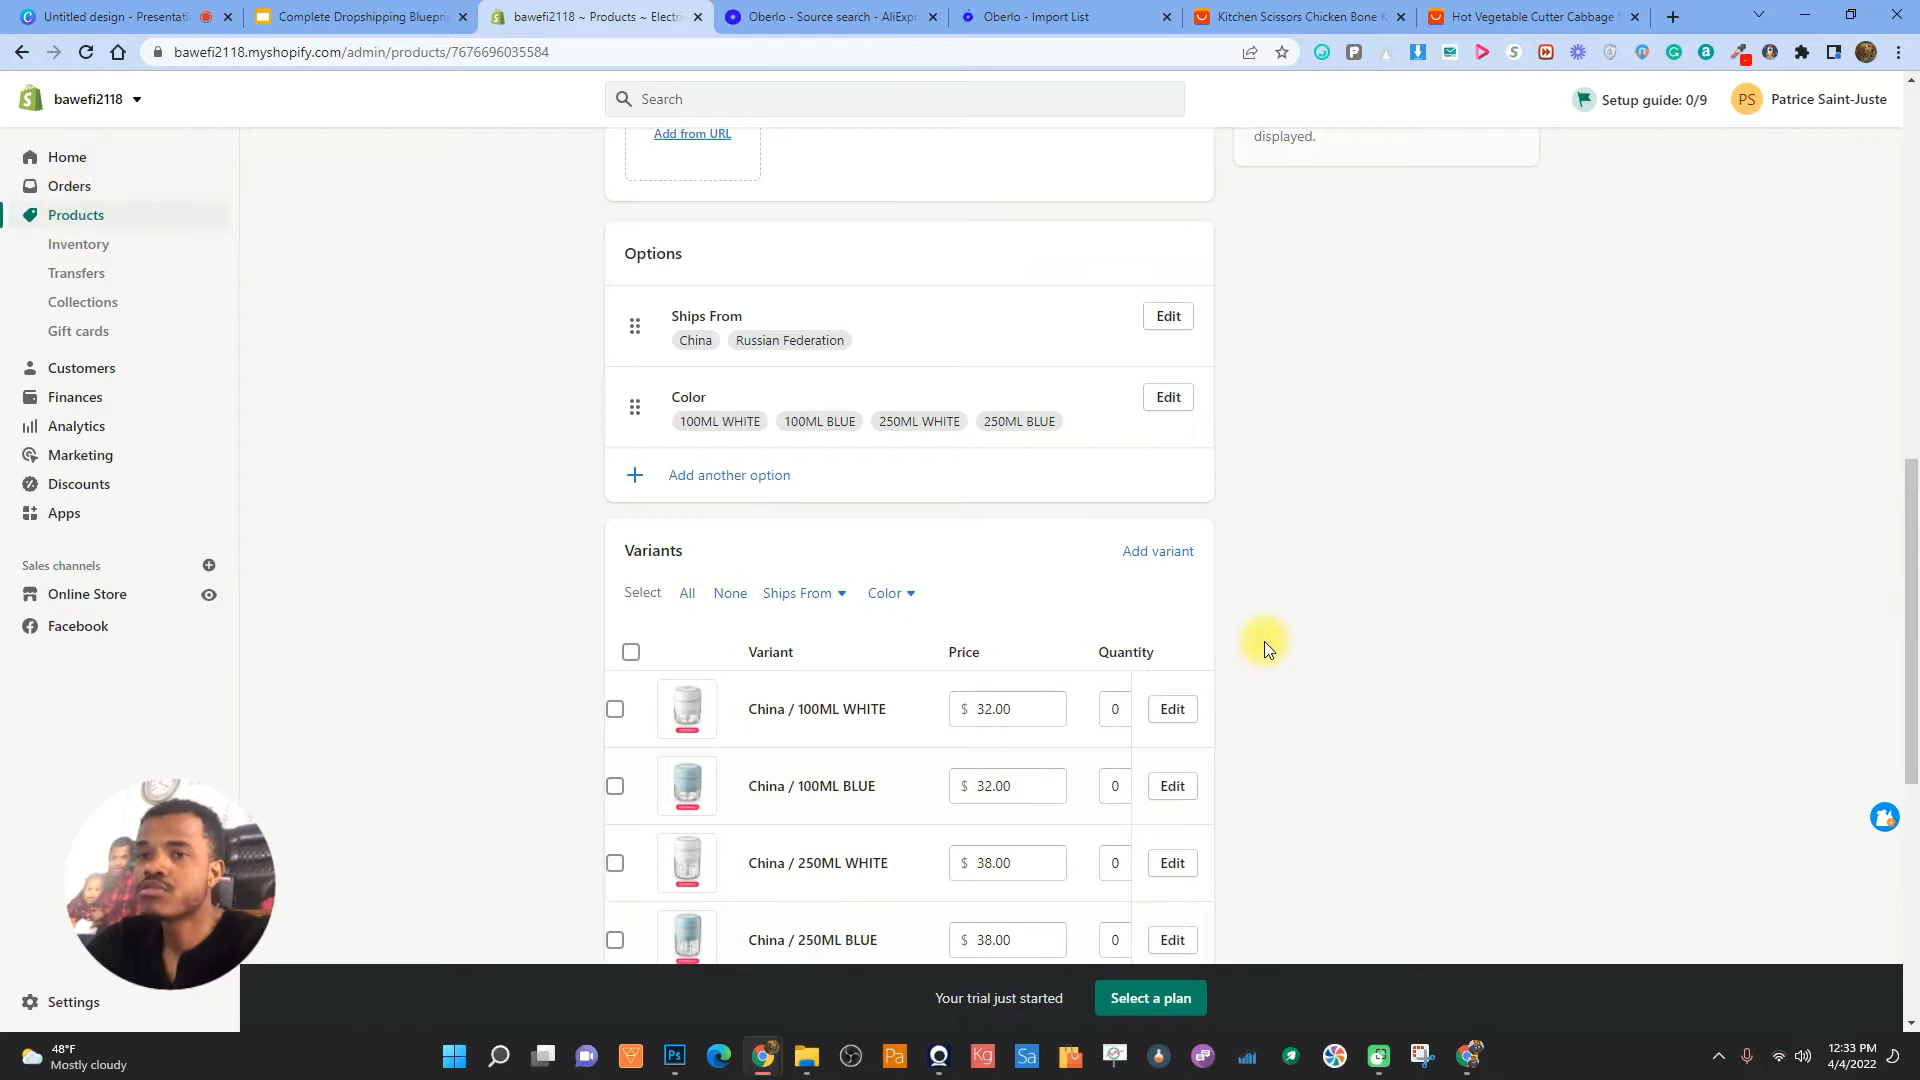 Untitled design - Presentati
Complete Dropshipping Bluepri
bawefi2118 ~ Products ~ Electri
Oberlo - Source search - AliExpr
Oberlo - Import List
Kitchen Scissors Chicken Bone K
Hot Vegetable Cutter Cabbage S
bawefi2118.myshopify.com/admin/products/7676696035584
bawefi2118
Search
Setup guide: 0/9
PS
Patrice Saint-Juste
Home
Orders
Products
Inventory
Transfers
Collections
Gift cards
Customers
Finances
Analytics
Marketing
Discounts
Apps
Sales channels
Online Store
Facebook
Settings
Add from URL
displayed.
Options
Ships From
Edit
China
Russian Federation
Color
Edit
100ML WHITE
100ML BLUE
250ML WHITE
250ML BLUE
Add another option
Variants
Add variant
Select
All
None
Ships From
Color
Variant
Price
Quantity
China / 100ML WHITE
$ 32.00
0
Edit
China / 100ML BLUE
$ 32.00
0
Edit
China / 250ML WHITE
$ 38.00
0
Edit
China / 250ML BLUE
$ 38.00
0
Edit
Your trial just started
Select a plan
48°F
Mostly cloudy
Ps
Pa
Kg
Sa
12:33 PM
4/4/2022